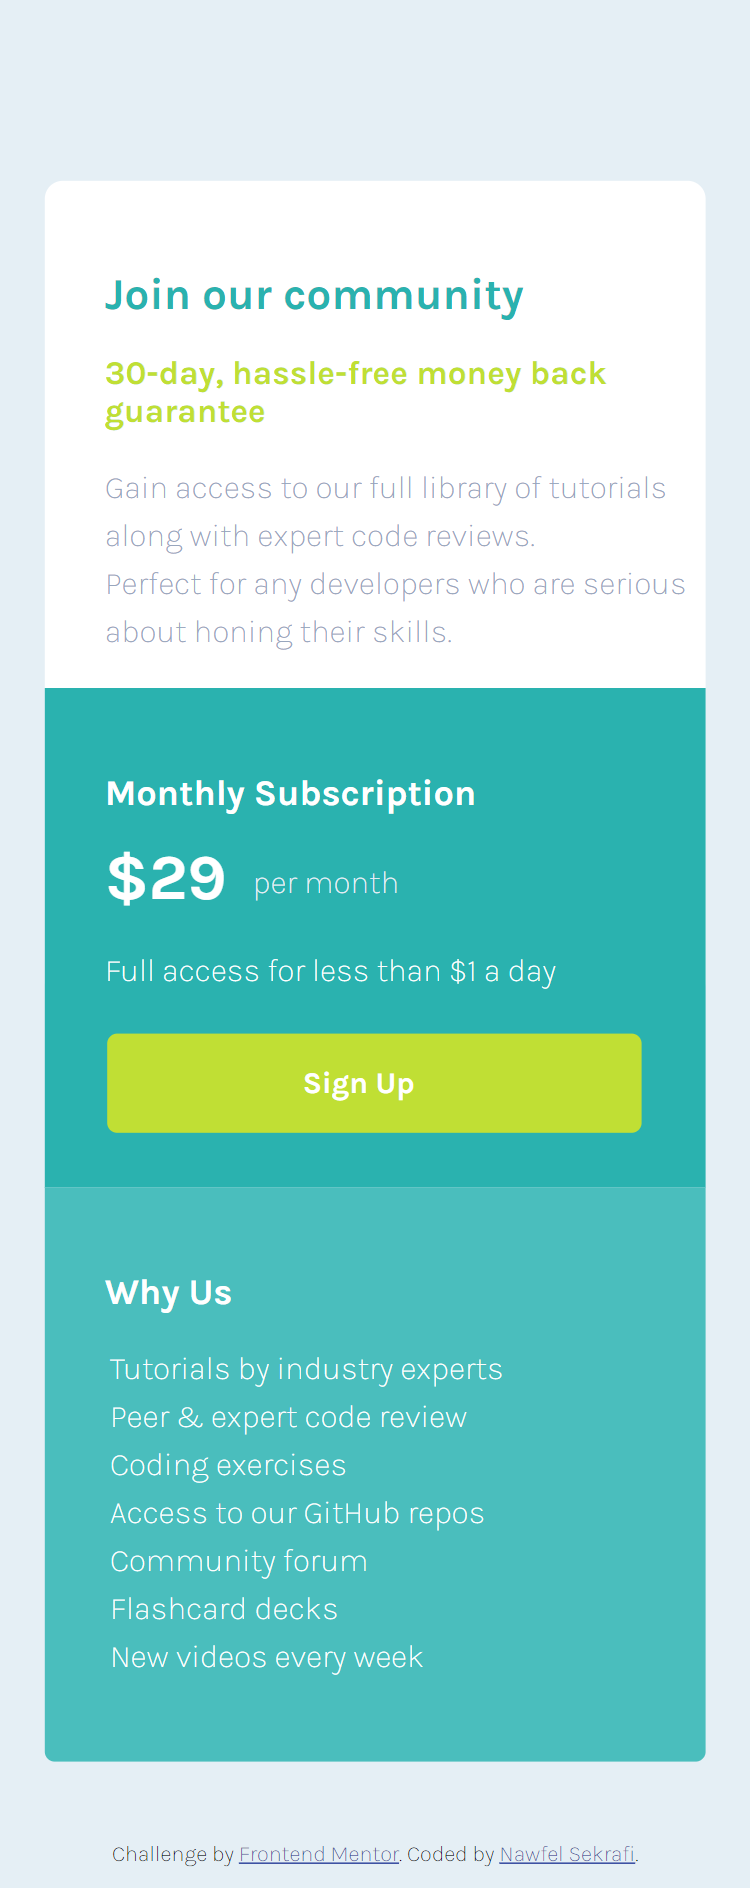 Join our community
30-day, hassle-free money back
guarantee
Gain access to our full library of tutorials
along with expert code reviews.
Perfect for any developers who are serious
about honing their skills.
Monthly Subscription
$29 per month
Full access for less than $1 a day
Sign Up
Why Us
Tutorials by industry experts
Peer & expert code review
Coding exercises
Access to our GitHub repos
Community forum
Flashcard decks
New videos every week
Challenge by Frontend Mentor. Coded by Nawfel Sekrafi.